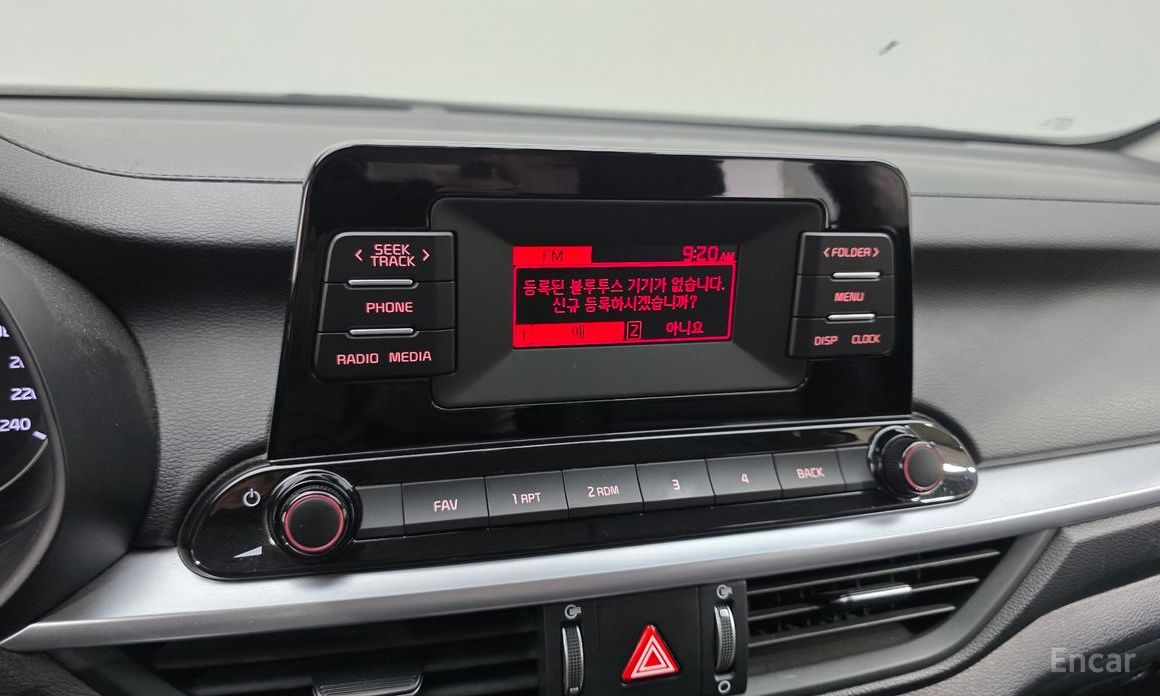 SEEK
TRACK
PHONE
RADIO MEDIA
FM 9:20 AM
등록된 블루투스 기기가 없습니다.
신규 등록하시겠습니까?
1 예 2 아니요
FOLDER
MENU
DISP CLOCK
FAV
1 RPT
2 RDM
3
4
BACK
220
240
Encar